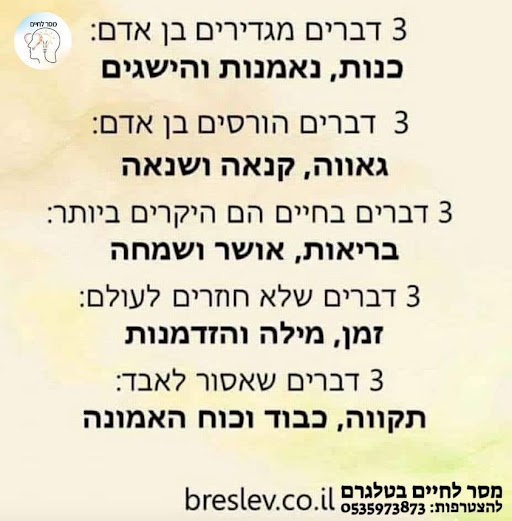 מסר לחיים
3 דברים מגדירים בן אדם:
כנות, נאמנות והישגים
3 דברים הורסים בן אדם:
גאווה, קנאה ושנאה
3 דברים בחיים הם היקרים ביותר:
בריאות, אושר ושמחה
3 דברים שלא חוזרים לעולם:
זמן, מילה והזדמנות
3 דברים שאסור לאבד:
תקווה, כבוד וכוח האמונה
breslev.co.il
מסר לחיים בטלגרם
להצטרפות: 0535973873